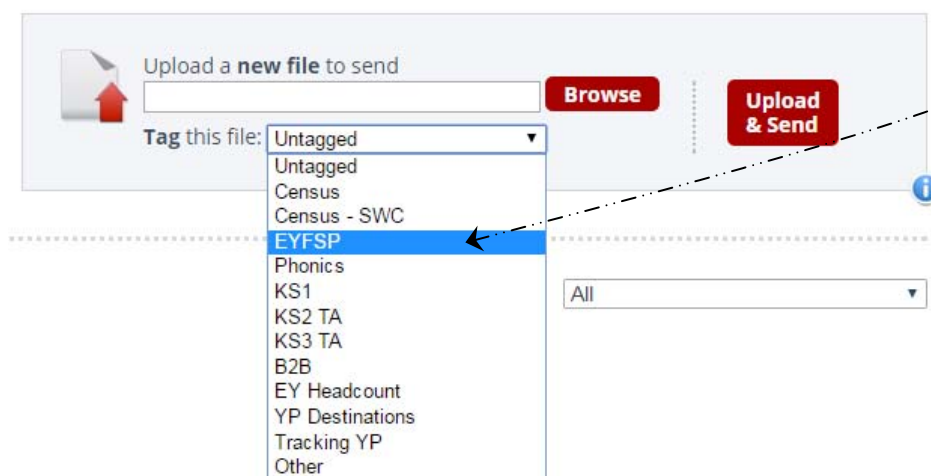 Upload a new file to send
Browse
Upload
& Send
Tag this file: Untagged
Untagged
Census
Census - SWC
EYFSP
Phonics
KS1
KS2 TA
KS3 TA
B2B
EY Headcount
YP Destinations
Tracking YP
Other
All